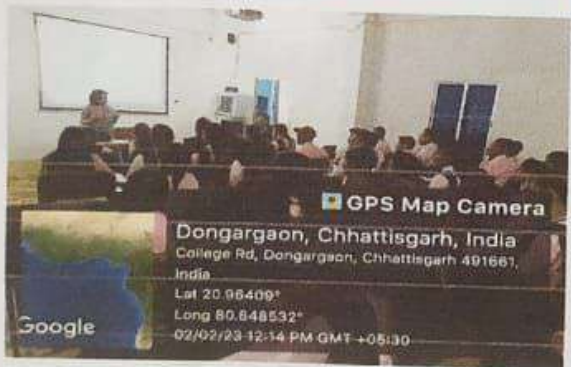 GPS Map Camera
Dongargaon, Chhattisgarh, India
College Rd, Dongargaon, Chhattisgarh 491661,
India
Lat 20.96409°
Long 80.848532°
02/02/23 12:14 PM GMT +05:30
Google